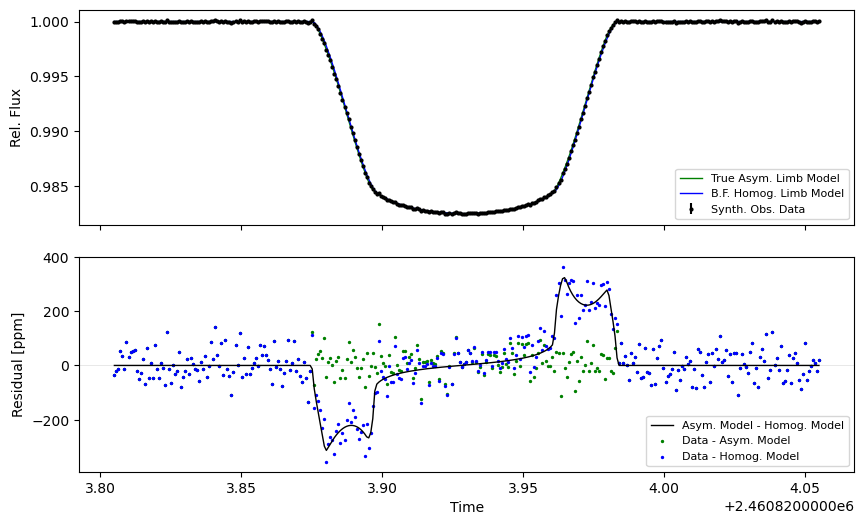 1.000
0.995
0.990
0.985
Rel. Flux
True Asym. Limb Model
B.F. Homog. Limb Model
Synth. Obs. Data
400
200
0
−200
Residual [ppm]
Asym. Model - Homog. Model
Data - Asym. Model
Data - Homog. Model
3.80
3.85
3.90
3.95
4.00
4.05
Time
+2.4608200000e6